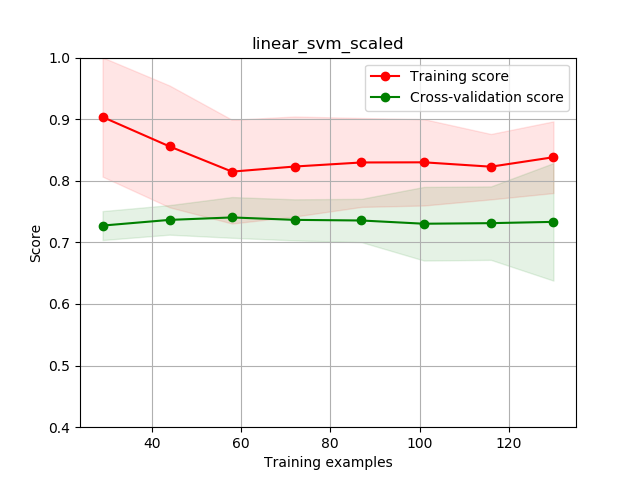 linear_svm_scaled
1.0
0.9
0.8
0.7
0.6
0.5
0.4
Score
Training score
Cross-validation score
40 60 80 100 120
Training examples